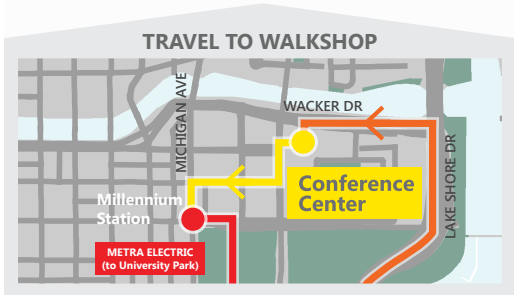 TRAVEL TO WALKSHOP
MICHIGAN AVE
WACKER DR
LAKE SHORE DR
Conference
Center
Millennium
Station
METRA ELECTRIC
(to University Park)